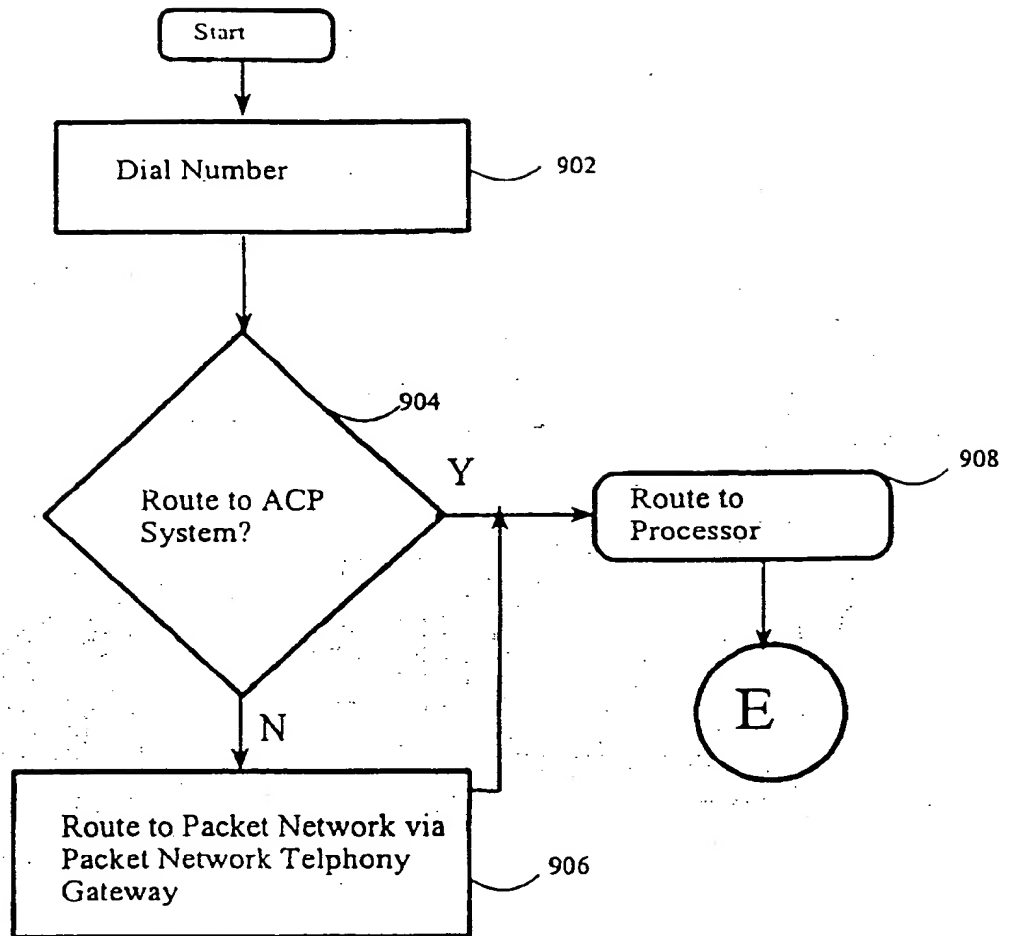 Start
Dial Number
902
904
Y
Route to ACP
System?
908
Route to
Processor
E
N
Route to Packet Network via
Packet Network Telphony
Gateway
906